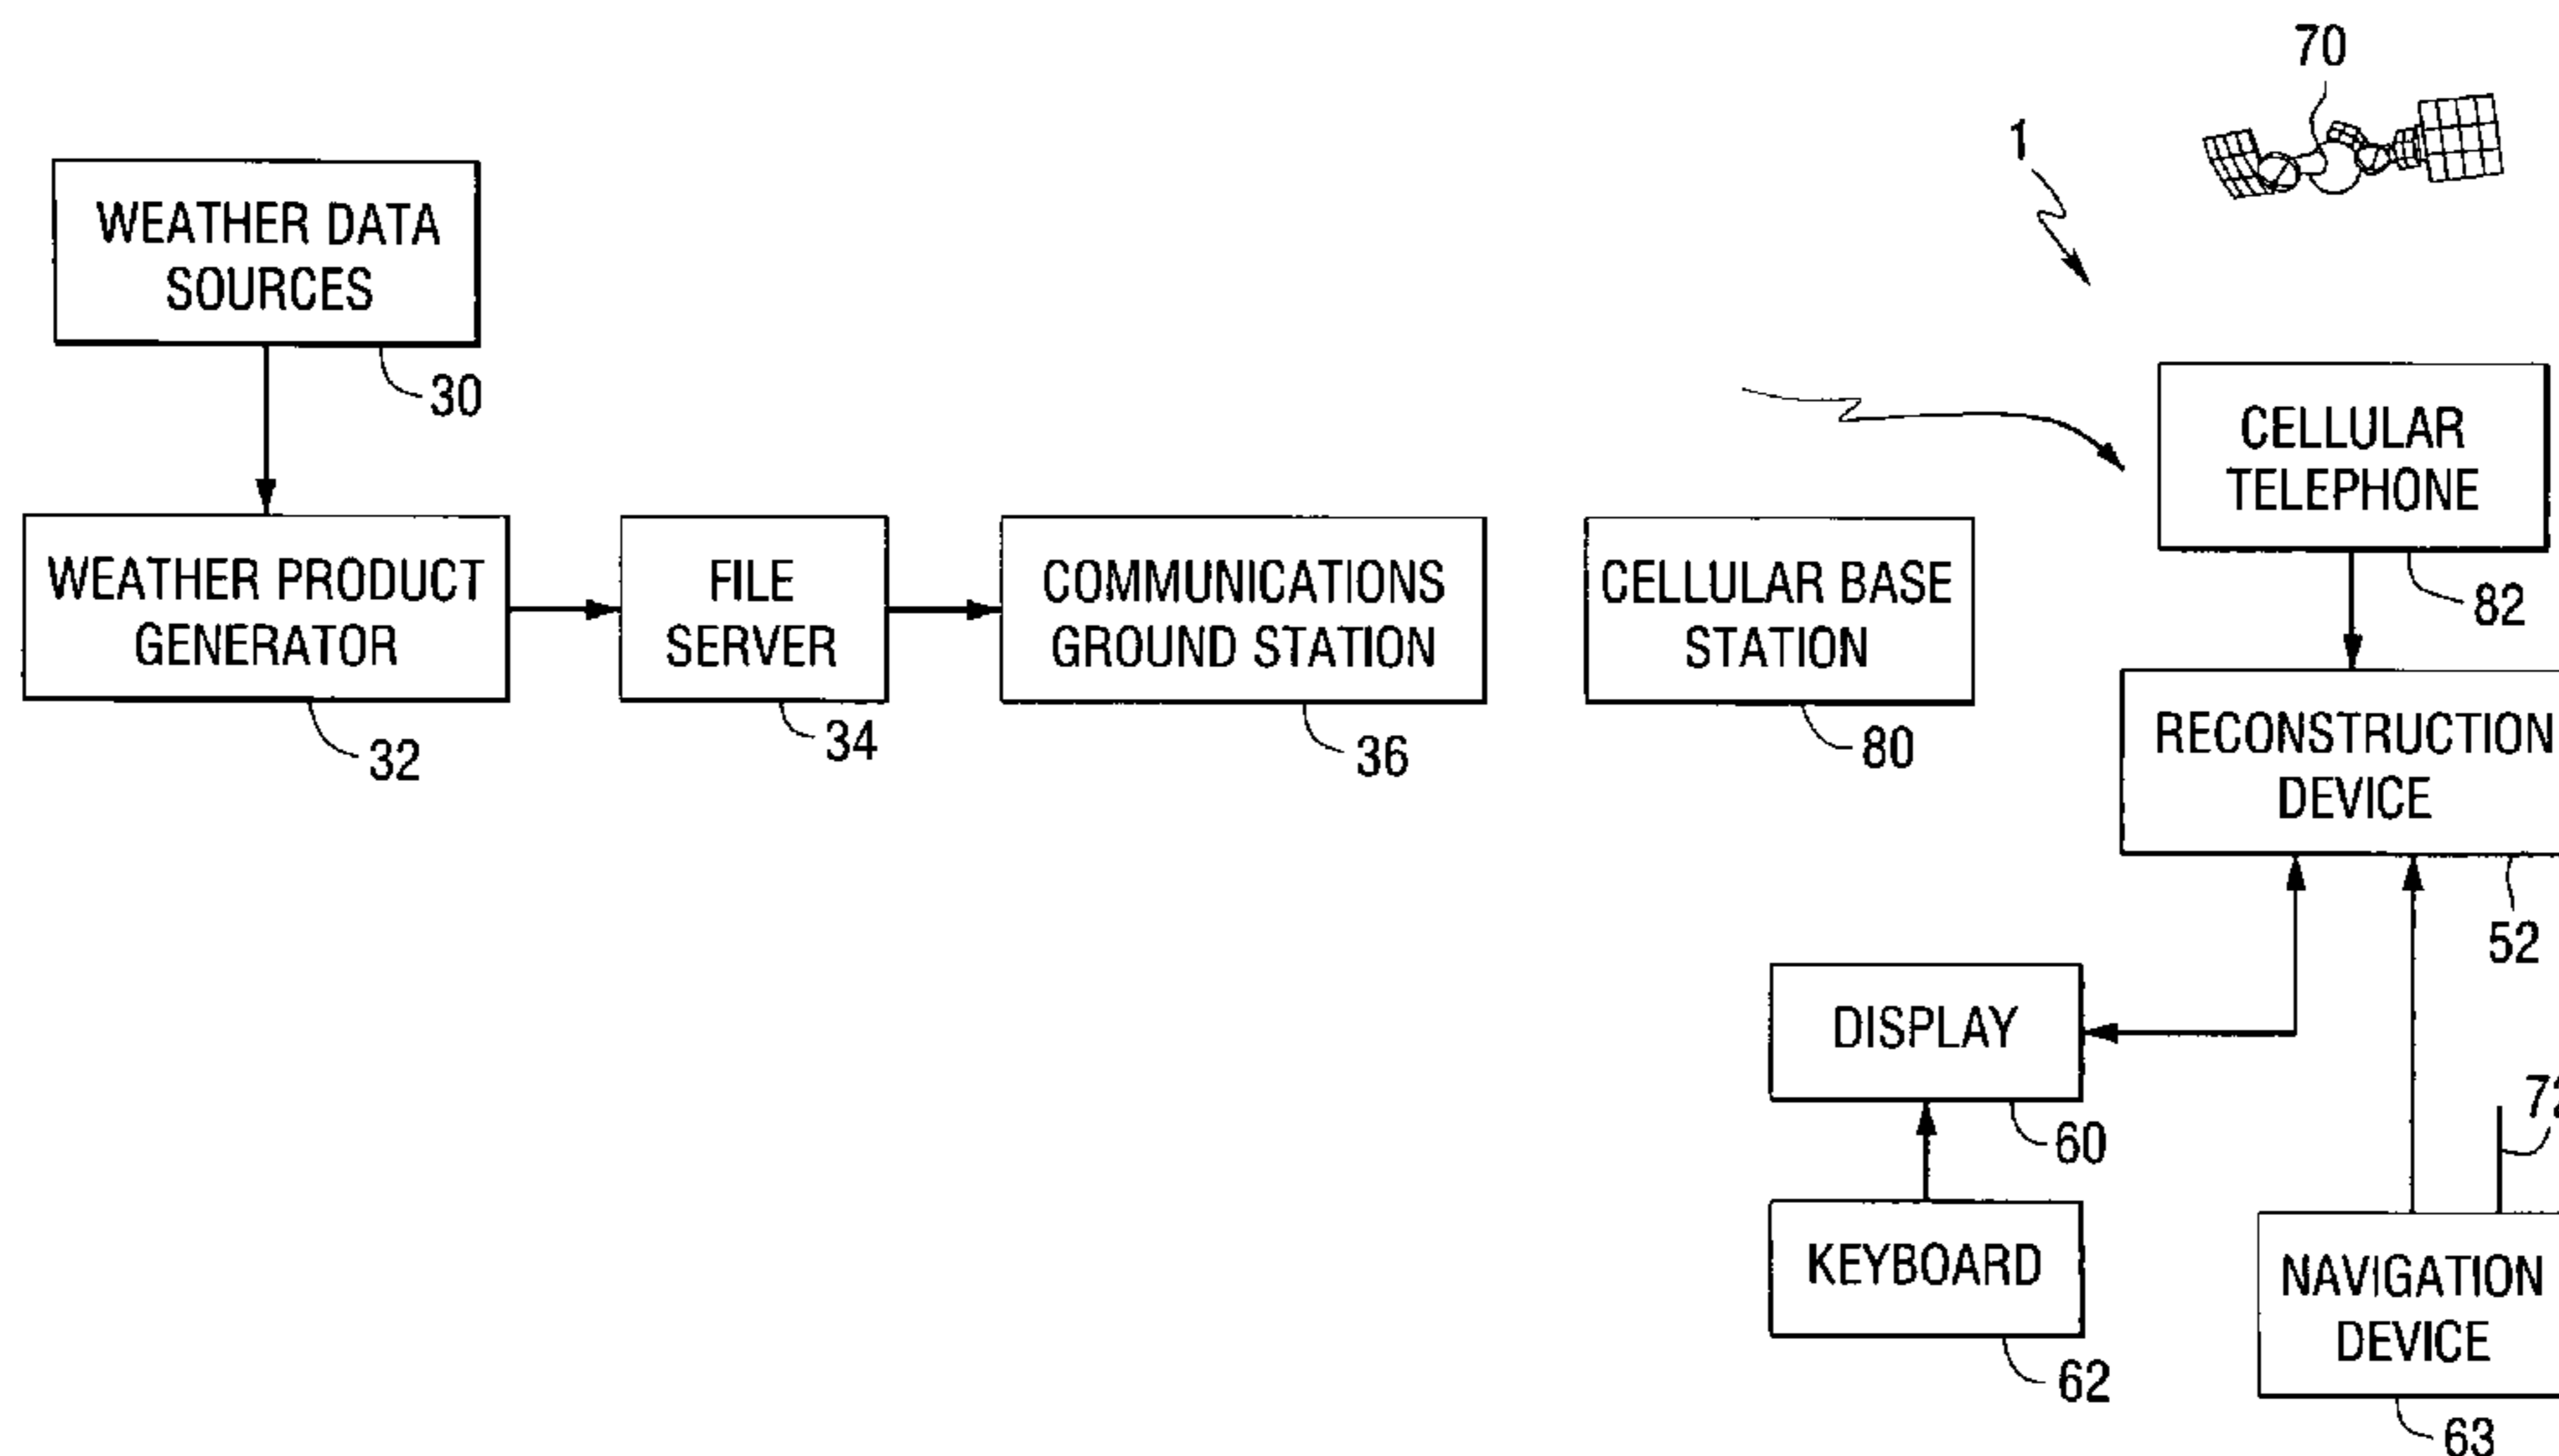 70
1
WEATHER DATA
SOURCES
30
CELLULAR
TELEPHONE
82
WEATHER PRODUCT
GENERATOR
32
FILE
SERVER
34
COMMUNICATIONS
GROUND STATION
36
CELLULAR BASE
STATION
80
RECONSTRUCTION
DEVICE
52
DISPLAY
60
72
KEYBOARD
62
NAVIGATION
DEVICE
63